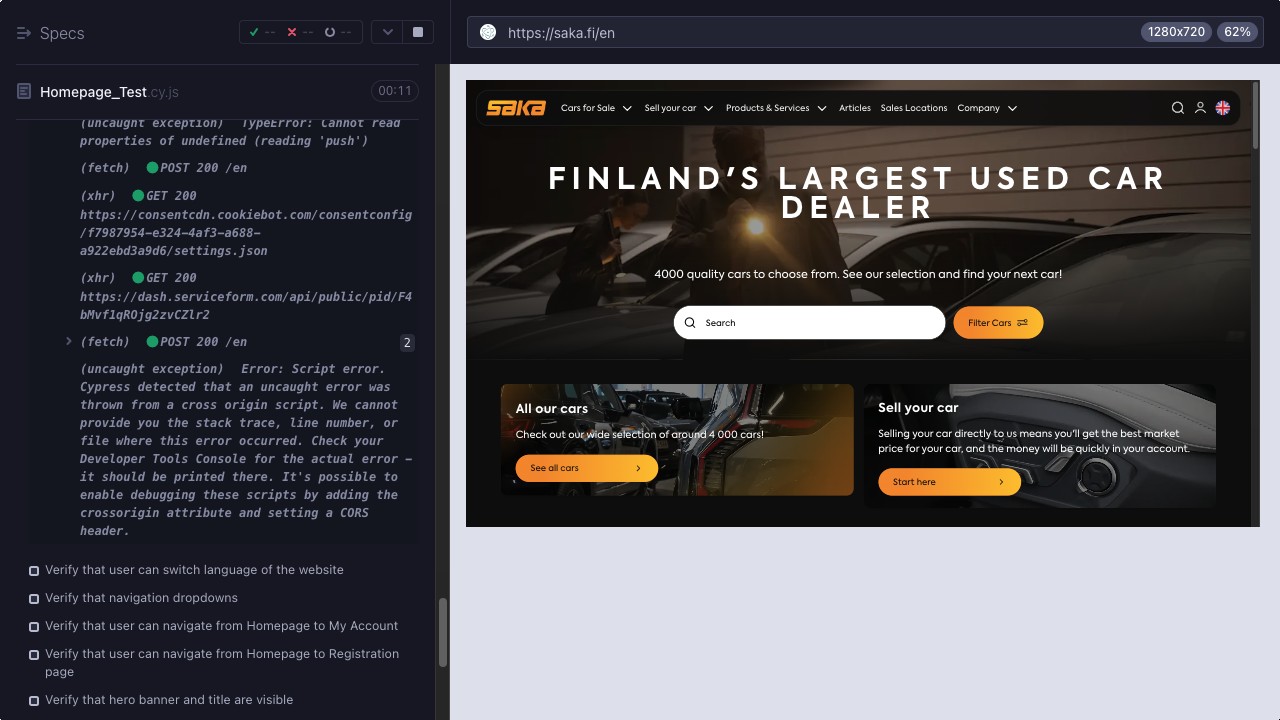 Specs
-- -- --
Homepage_Test.cy.js
00:11
(uncaught exception) TypeError: Cannot read
properties of undefined (reading 'push')
(fetch) POST 200 /en
(xhr) GET 200
https://consentcdn.cookiebot.com/consentconfig
/f7987954-e324-4af3-a688-
a922ebd3a9d6/settings.json
(xhr) GET 200
https://dash.serviceform.com/api/public/pid/F4
bMvf1qROjg2zvCZlr2
(fetch) POST 200 /en
2
(uncaught exception) Error: Script error.
Cypress detected that an uncaught error was
thrown from a cross origin script. We cannot
provide you the stack trace, line number, or
file where this error occurred. Check your
Developer Tools Console for the actual error –
it should be printed there. It's possible to
enable debugging these scripts by adding the
crossorigin attribute and setting a CORS
header.
Verify that user can switch language of the website
Verify that navigation dropdowns
Verify that user can navigate from Homepage to My Account
Verify that user can navigate from Homepage to Registration
page
Verify that hero banner and title are visible
https://saka.fi/en
1280x720
62%
saka
Cars for Sale
Sell your car
Products & Services
Articles
Sales Locations
Company
FINLAND'S LARGEST USED CAR
DEALER
4000 quality cars to choose from. See our selection and find your next car!
Search
Filter Cars
All our cars
Check out our wide selection of around 4 000 cars!
See all cars
Sell your car
Selling your car directly to us means you'll get the best market
price for your car, and the money will be quickly in your account.
Start here